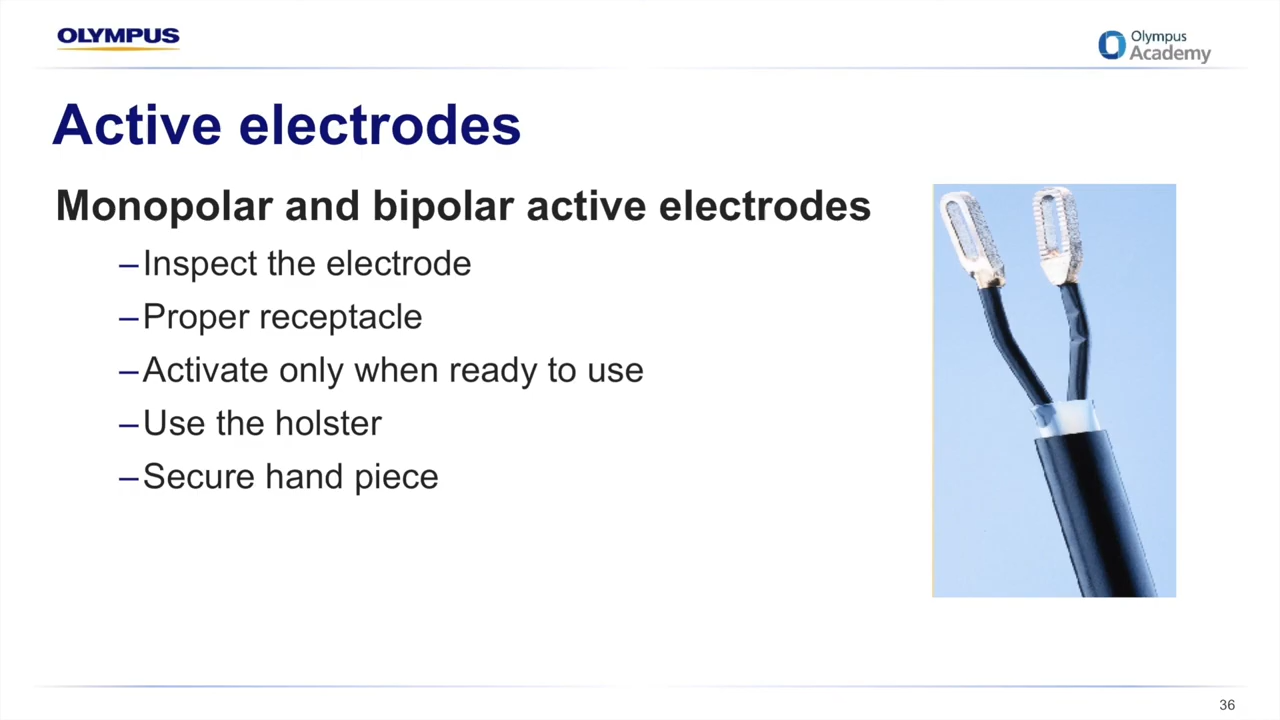 OLYMPUS
Olympus
Academy
Active electrodes
Monopolar and bipolar active electrodes
–Inspect the electrode
–Proper receptacle
–Activate only when ready to use
–Use the holster
–Secure hand piece
36